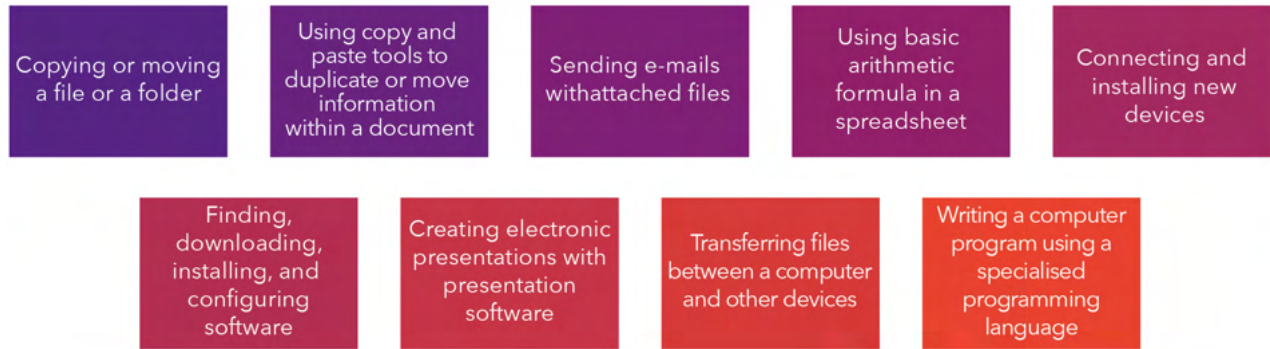 Copying or moving
a file or a folder
Using copy and
paste tools to
duplicate or move
information
within a document
Sending e-mails
withattached files
Using basic
arithmetic
formula in a
spreadsheet
Connecting and
installing new
devices
Finding,
downloading,
installing, and
configuring
software
Creating electronic
presentations with
presentation
software
Transferring files
between a computer
and other devices
Writing a computer
program using a
specialised
programming
language